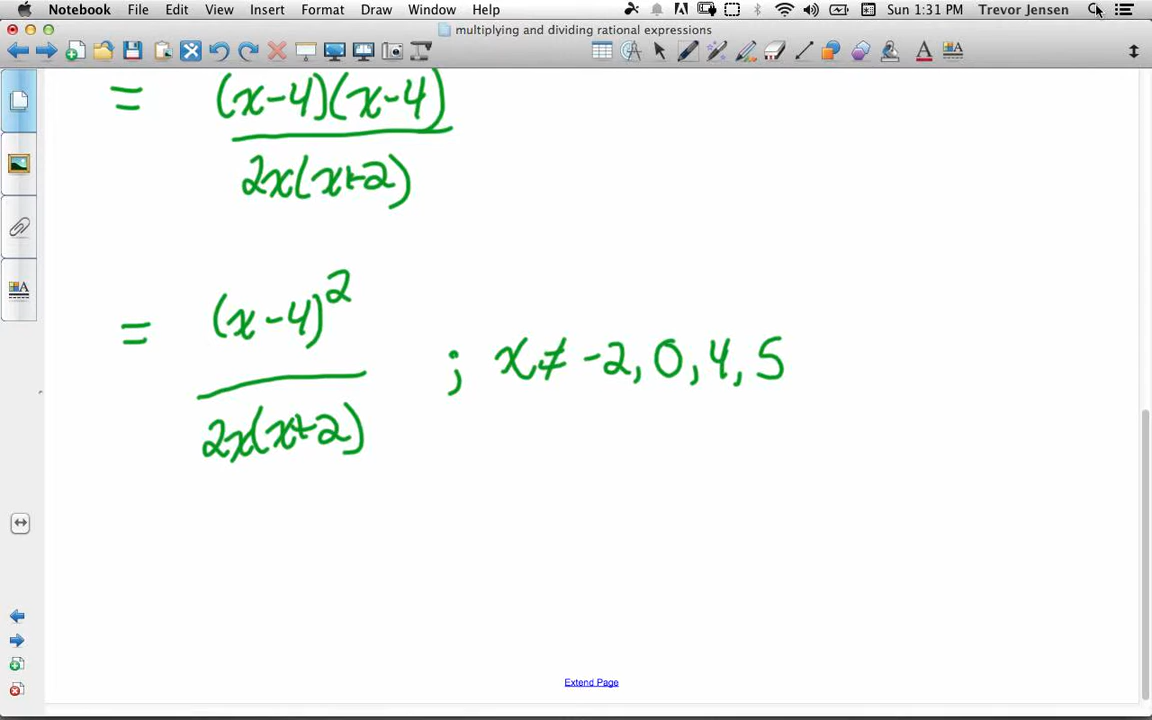 Notebook File Edit View Insert Format Draw Window Help Sun 1:31 PM Trevor Jensen
multiplying and dividing rational expressions
= (x-4)(x-4)
2x(x+2)
= (x-4)²
; x≠ -2, 0, 4, 5
2x(x+2)
Extend Page